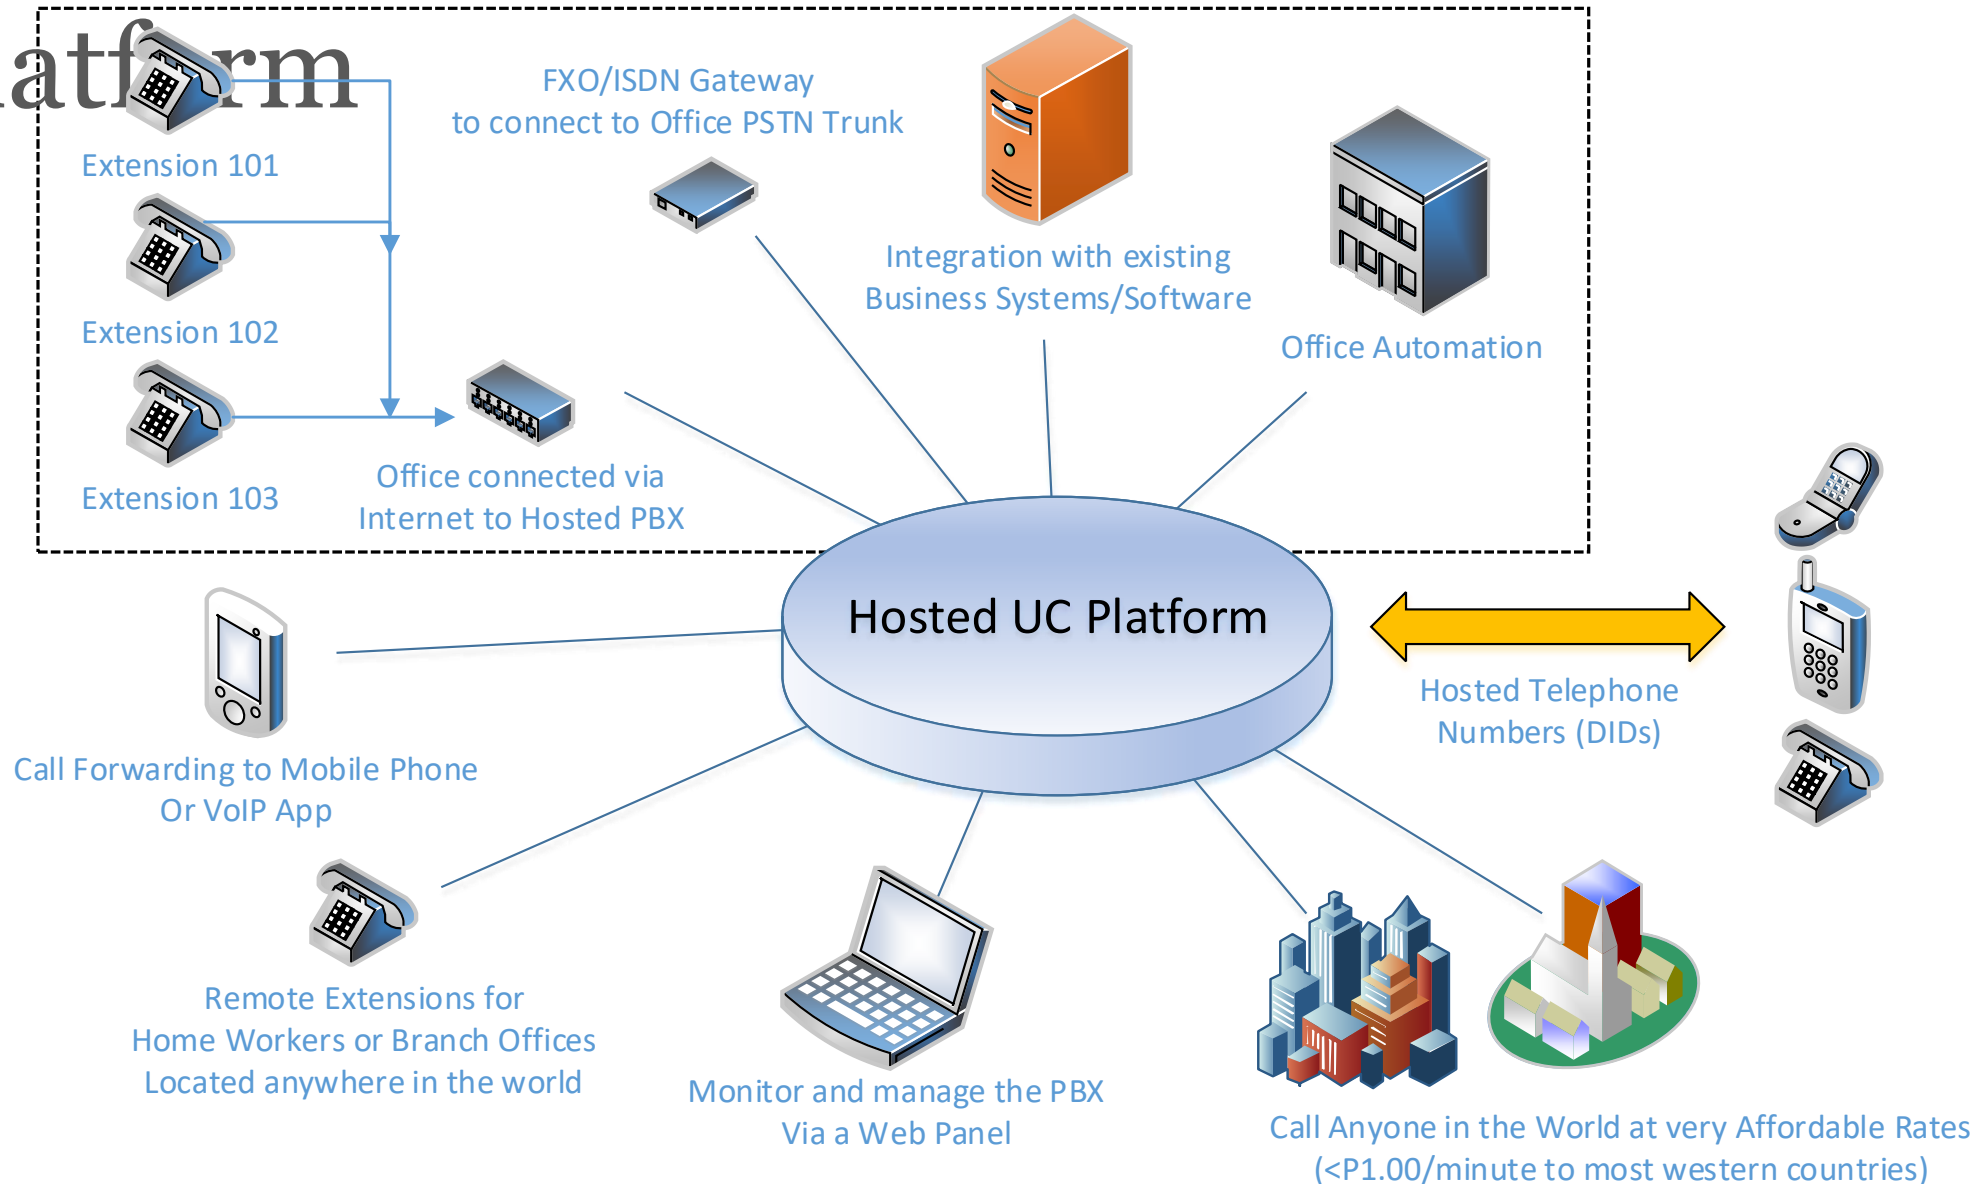 Extension 101
Extension 102
Extension 103
FXO/ISDN Gateway
to connect to Office PSTN Trunk
Integration with existing
Business Systems/Software
Office Automation
Office connected via
Internet to Hosted PBX
Hosted UC Platform
Hosted Telephone
Numbers (DIDs)
Call Forwarding to Mobile Phone
Or VoIP App
Remote Extensions for
Home Workers or Branch Offices
Located anywhere in the world
Monitor and manage the PBX
Via a Web Panel
Call Anyone in the World at very Affordable Rates
(<P1.00/minute to most western countries)